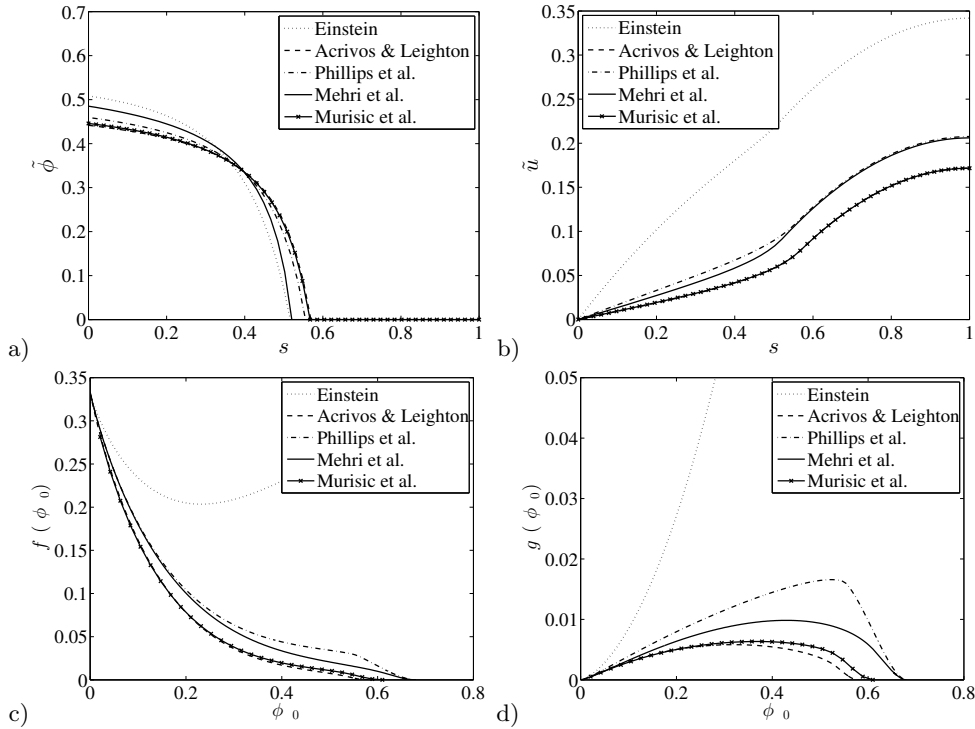 0.7
0.6
0.5
0.4
0.3
0.2
0.1
0
ϕ̃
0 0.2 0.4 0.6 0.8 1
s
a)
Einstein
Acrivos & Leighton
Phillips et al.
Mehri et al.
Murisic et al.
0.35
0.30
0.25
0.20
0.15
0.10
0.05
0
ũ
0 0.2 0.4 0.6 0.8 1
s
b)
Einstein
Acrivos & Leighton
Phillips et al.
Mehri et al.
Murisic et al.
0.35
0.30
0.25
0.20
0.15
0.10
0.05
0
f ( ϕ 0)
0 0.2 0.4 0.6 0.8
ϕ 0
c)
Einstein
Acrivos & Leighton
Phillips et al.
Mehri et al.
Murisic et al.
0.05
0.04
0.03
0.02
0.01
0
g ( ϕ 0)
0 0.2 0.4 0.6 0.8
ϕ 0
d)
Einstein
Acrivos & Leighton
Phillips et al.
Mehri et al.
Murisic et al.